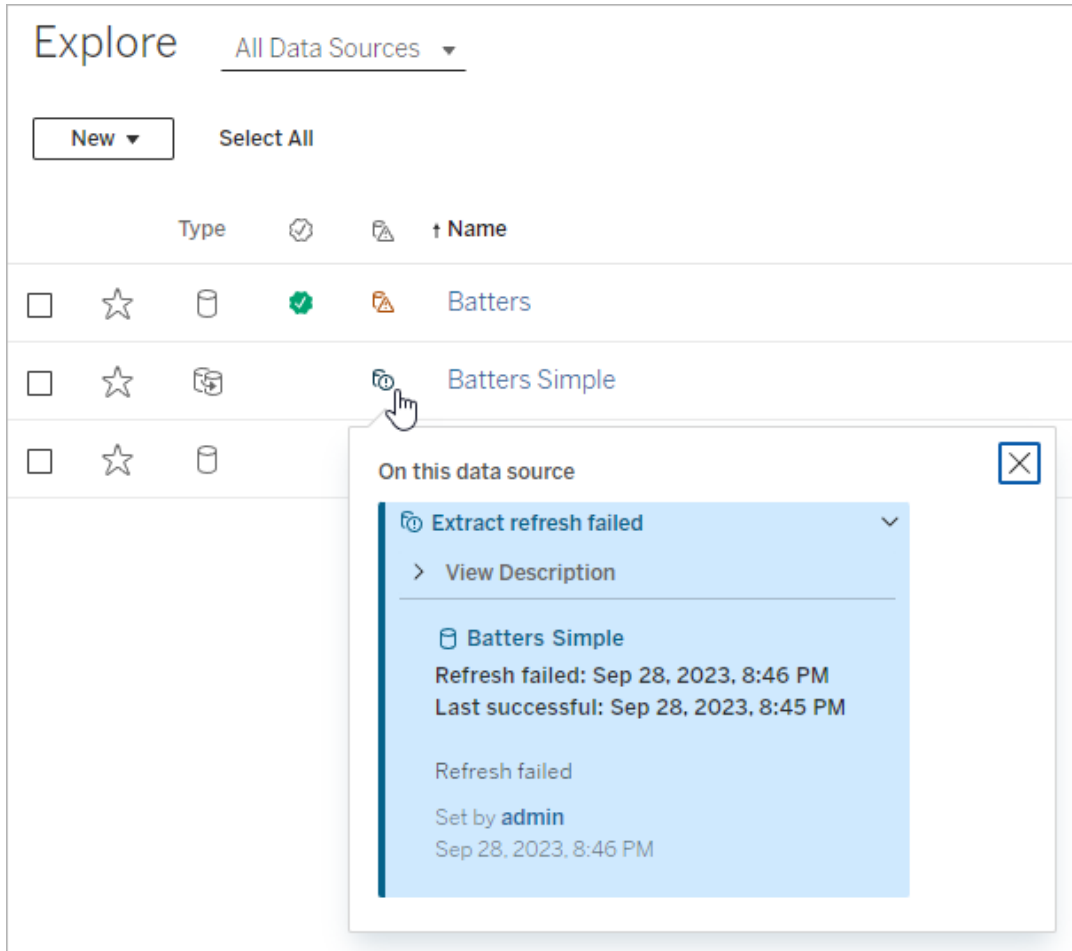 Explore All Data Sources
New Select All
Type Name
Batters
Batters Simple
On this data source
Extract refresh failed
View Description
Batters Simple
Refresh failed: Sep 28, 2023, 8:46 PM
Last successful: Sep 28, 2023, 8:45 PM
Refresh failed
Set by admin
Sep 28, 2023, 8:46 PM